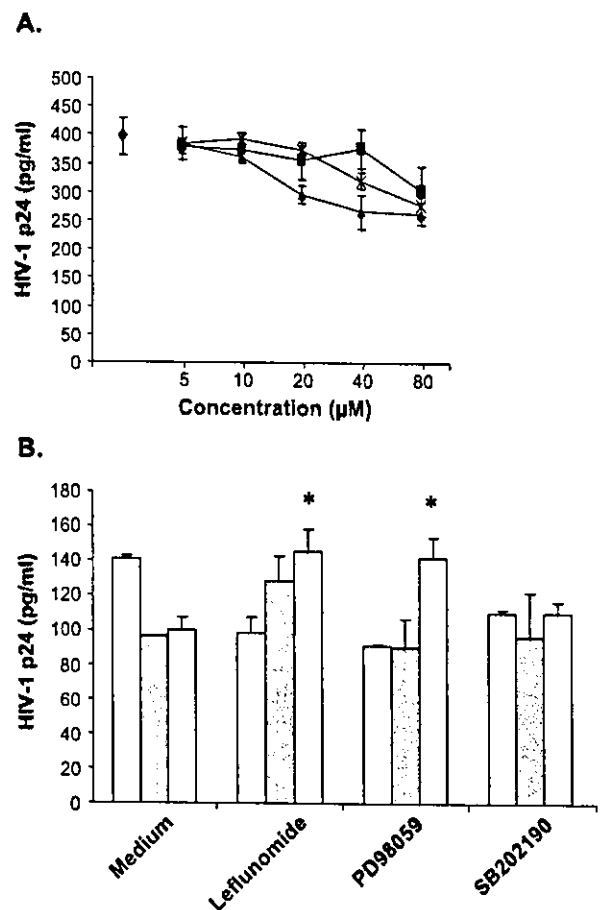 A.
HIV-1 p24 (pg/ml)
500
450
400
350
300
250
200
150
100
50
0
5 10 20 40 80
Concentration (µM)
B.
HIV-1 p24 (pg/ml)
180
160
140
120
100
80
60
40
20
0
* *
Medium
Leflunomide
PD98059
SB202190